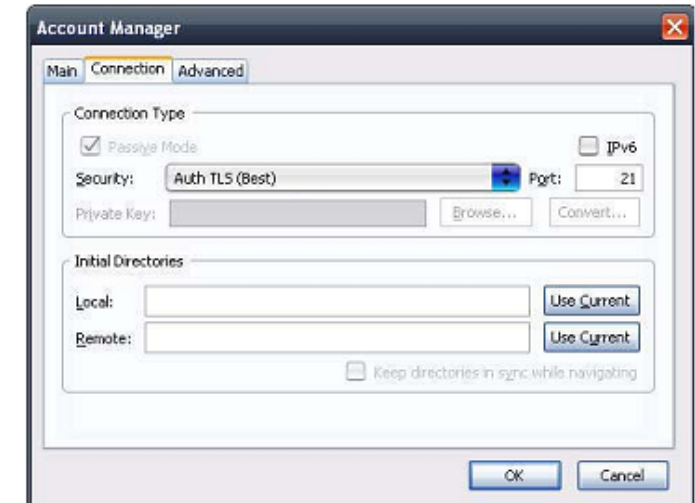 Account Manager
Main Connection Advanced
Connection Type
Passive Mode IPv6
Security: Auth TLS (Best) Port: 21
Private Key: Browse... Convert...
Initial Directories
Local: Use Current
Remote: Use Current
Keep directories in sync while navigating
OK Cancel